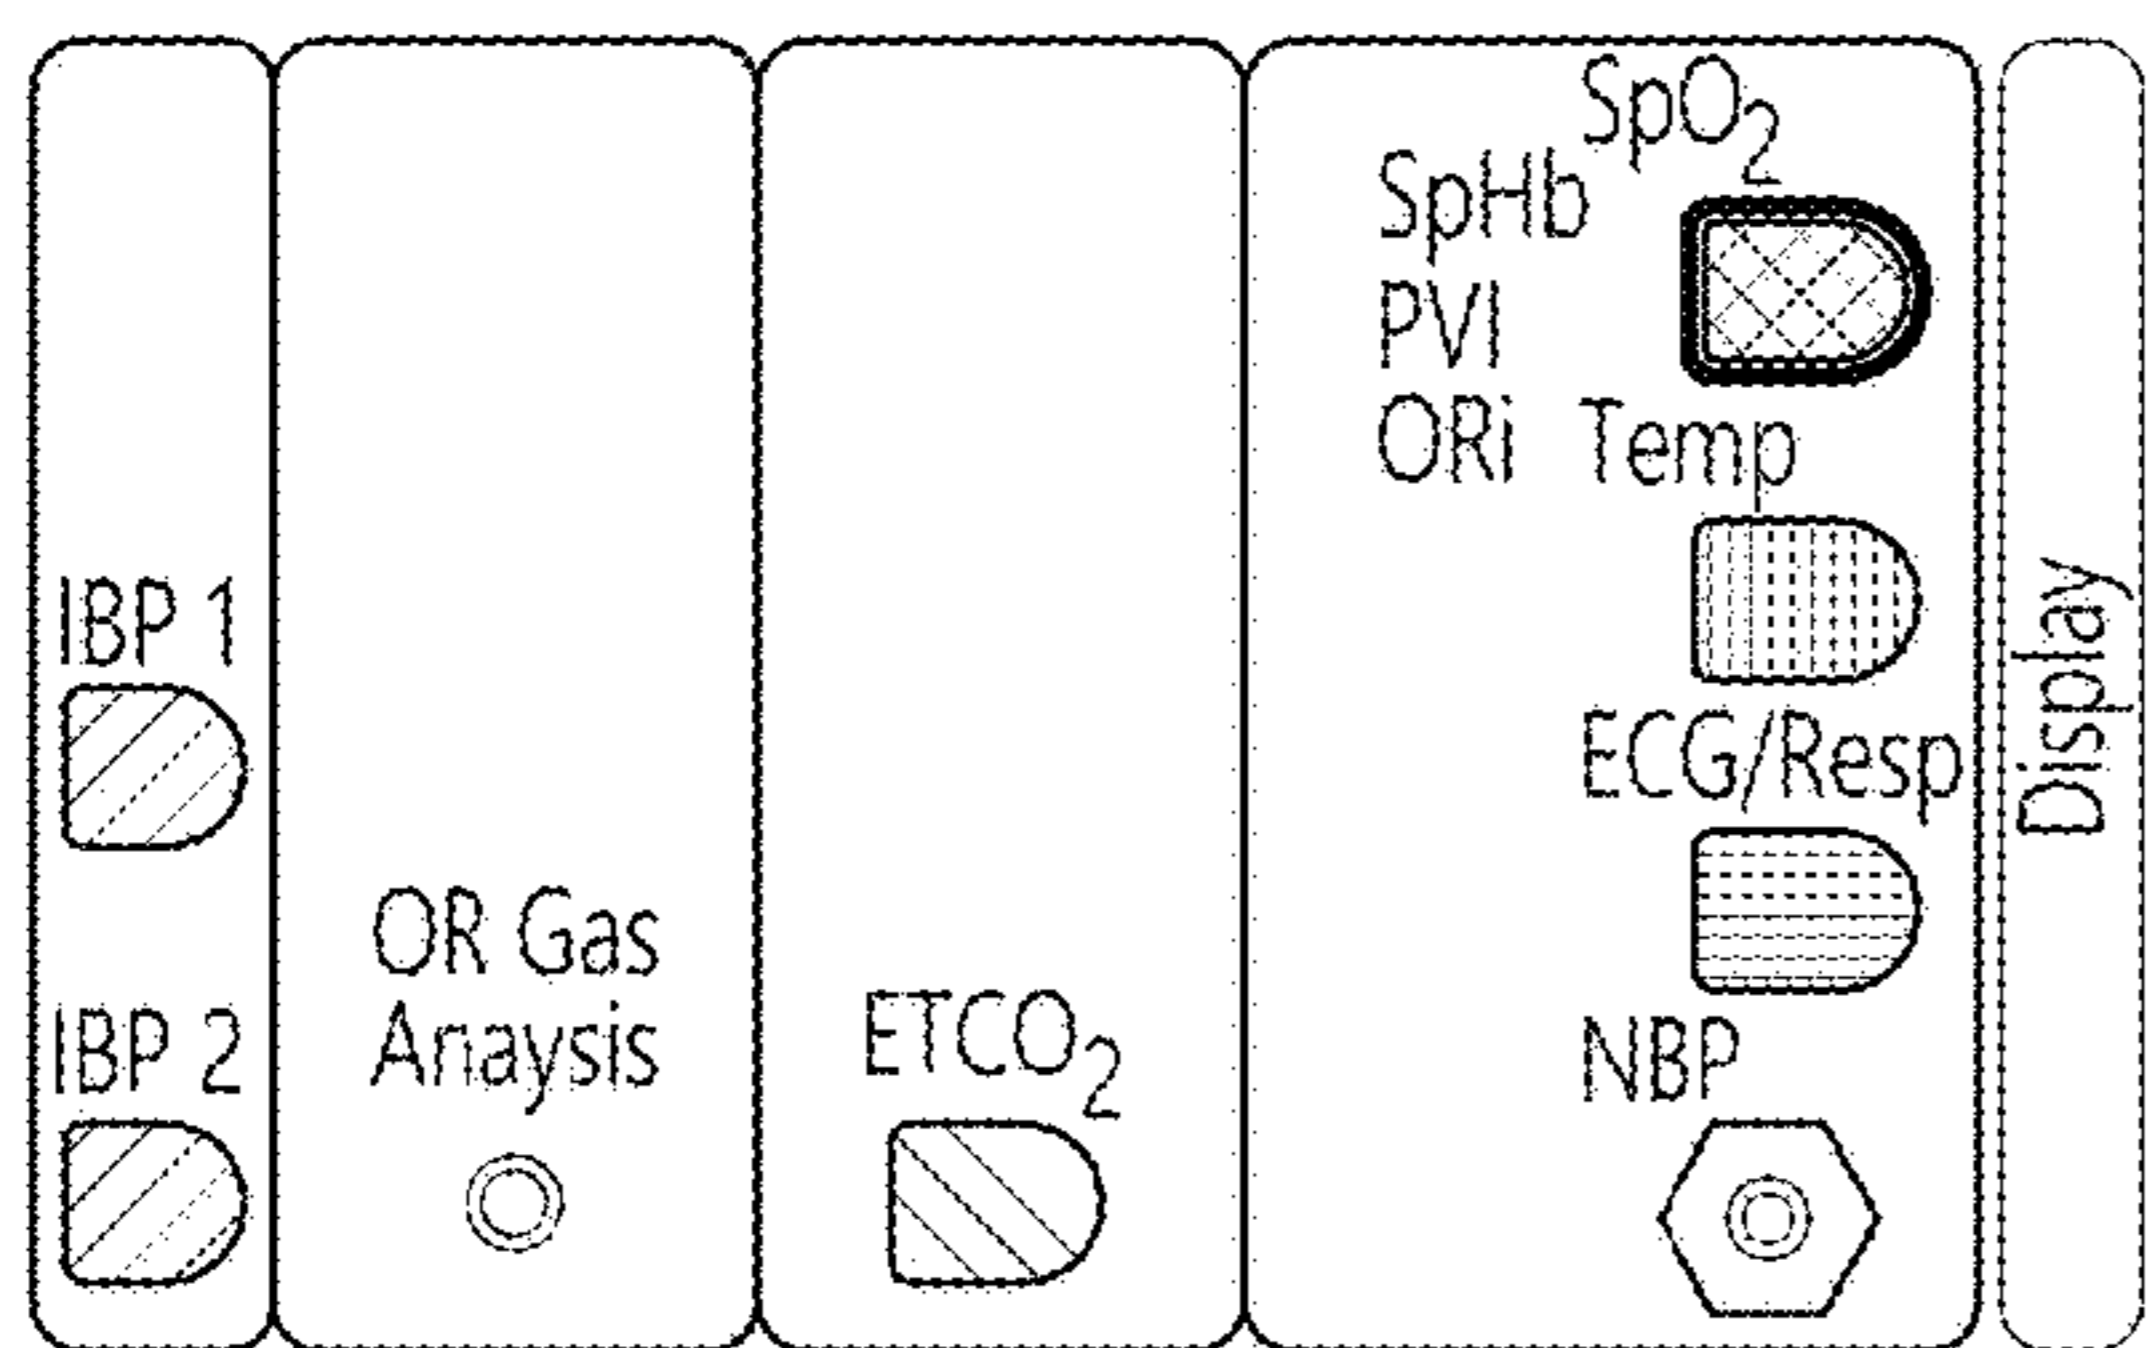 IBP 1
IBP 2
OR Gas
Anaysis
ETCO₂
SpO₂
SpHb
PVI
ORi
Temp
ECG/Resp
NBP
Display